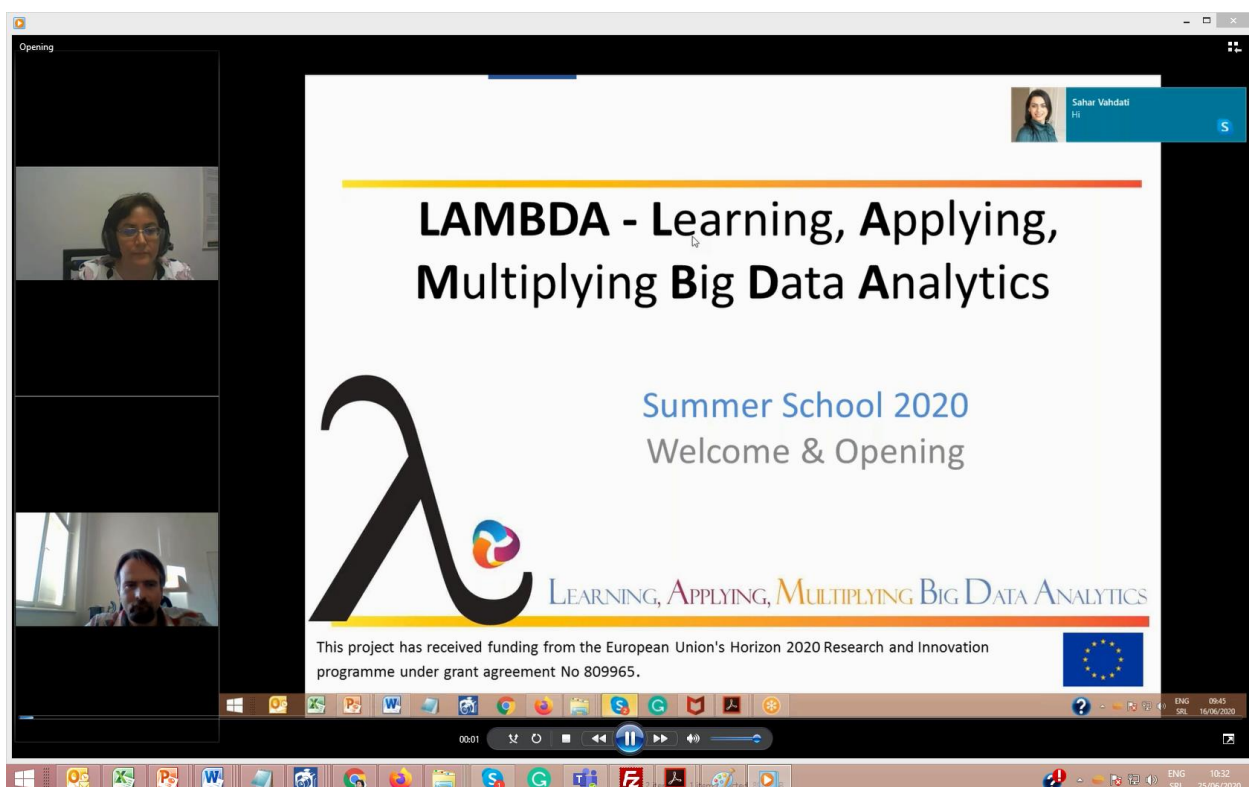 Opening
Sahar Vahdati
Hi
LAMBDA - Learning, Applying,
Multiplying Big Data Analytics
Summer School 2020
Welcome & Opening
LEARNING, APPLYING, MULTIPLYING BIG DATA ANALYTICS
This project has received funding from the European Union's Horizon 2020 Research and Innovation
programme under grant agreement No 809965.
ENG 09:45
SRL 16/06/2020
00:01
ENG 10:32
SRL 25/06/2020